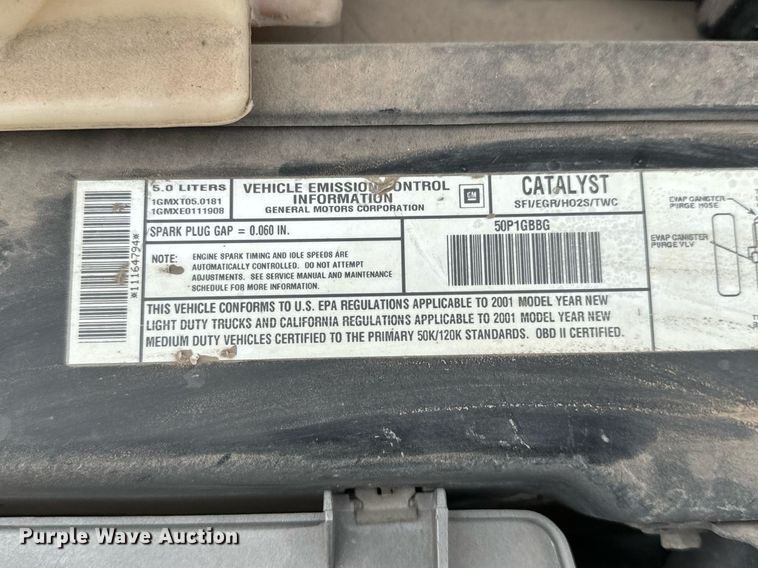 5.0 LITERS
1GMXT05.0181
1GMXE0111908
VEHICLE EMISSION CONTROL
INFORMATION
GENERAL MOTORS CORPORATION
GM
CATALYST
SFI/EGR/HO2S/TWC
SPARK PLUG GAP = 0.060 IN.
50P1GBBG
NOTE: ENGINE SPARK TIMING AND IDLE SPEEDS ARE
AUTOMATICALLY CONTROLLED. DO NOT ATTEMPT
ADJUSTMENTS. SEE SERVICE MANUAL AND MAINTENANCE
SCHEDULE FOR MORE INFORMATION.
THIS VEHICLE CONFORMS TO U.S. EPA REGULATIONS APPLICABLE TO 2001 MODEL YEAR NEW
LIGHT DUTY TRUCKS AND CALIFORNIA REGULATIONS APPLICABLE TO 2001 MODEL YEAR NEW
MEDIUM DUTY VEHICLES CERTIFIED TO THE PRIMARY 50K/120K STANDARDS. OBD II CERTIFIED.
*11164794*
EVAP CANISTER
PURGE HOSE
EVAP CANISTER
PURGE VLV
Purple Wave Auction